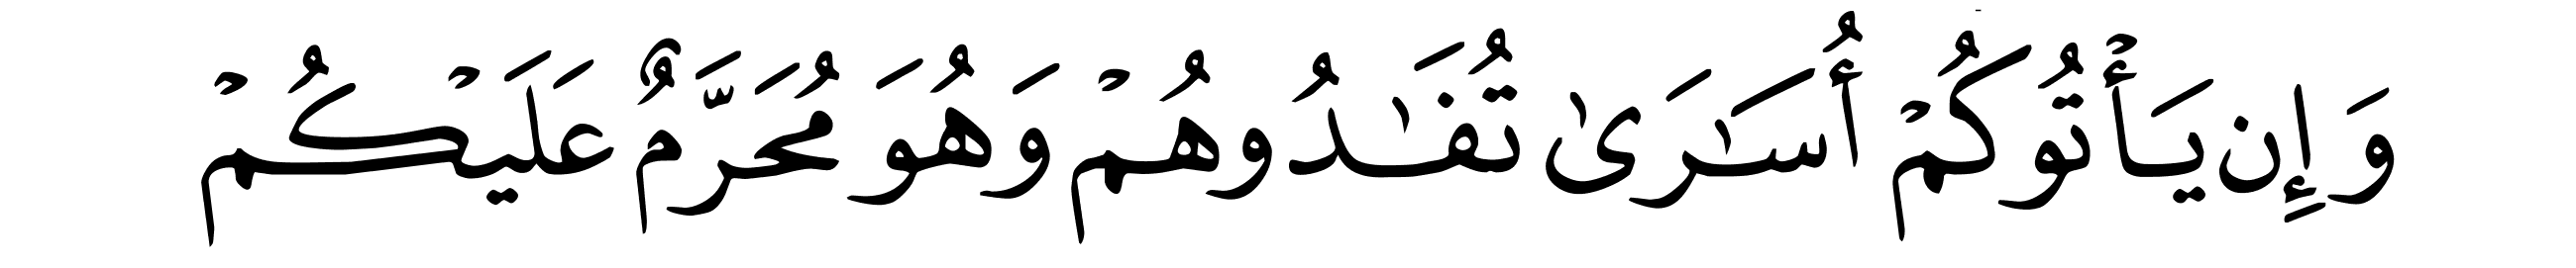 وَإِن يَأْتُوكُمْ أُسَٰرَىٰ تُفَٰدُوهُمْ وَهُوَ مُحَرَّمٌ عَلَيْكُمْ